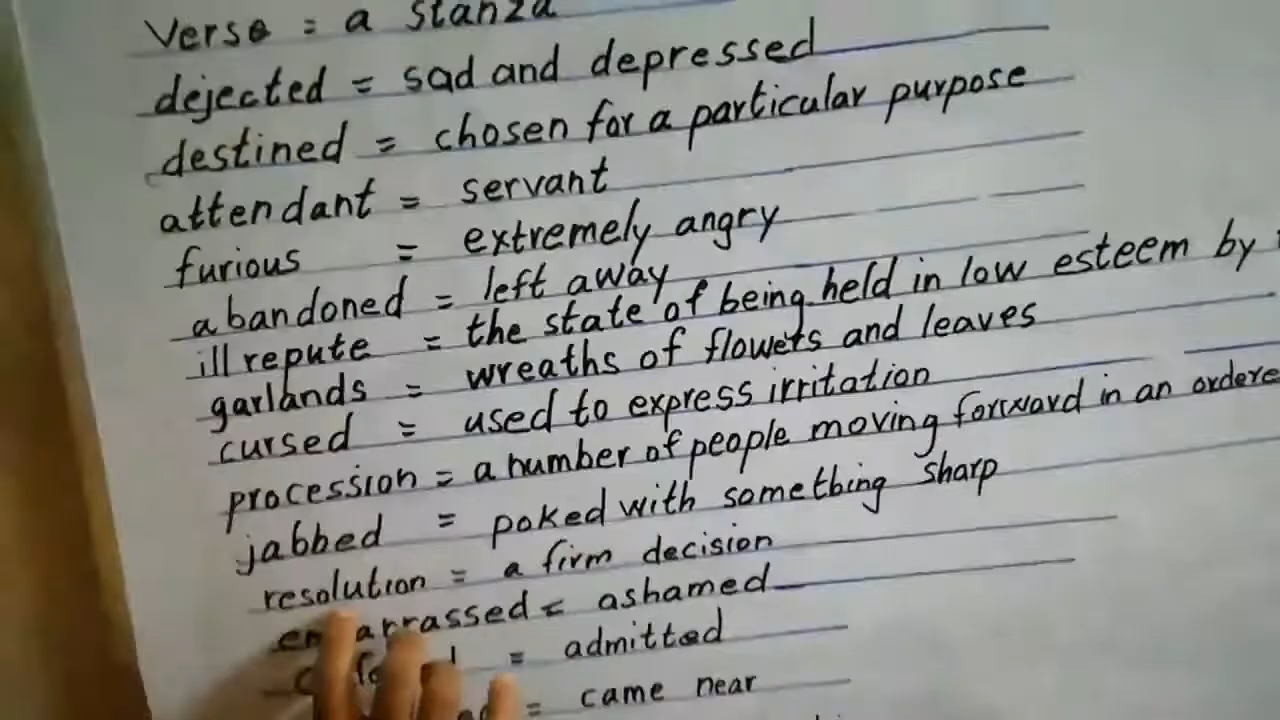 Verse = a stanza
dejected = sad and depressed
destined = chosen for a particular purpose
attendant = servant
furious = extremely angry
abandoned = left away
ill repute = the state of being held in low esteem by
garlands = wreaths of flowers and leaves
cursed = used to express irritation
procession = a number of people moving forward in an ordere
jabbed = poked with something sharp
resolution = a firm decision
embarrassed = ashamed
= admitted
= came near